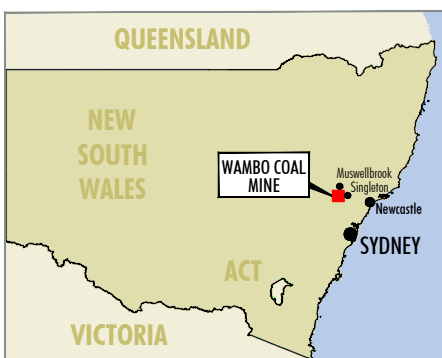 QUEENSLAND
NEW
SOUTH
WALES
WAMBO COAL
MINE
Muswellbrook
Singleton
Newcastle
SYDNEY
ACT
VICTORIA